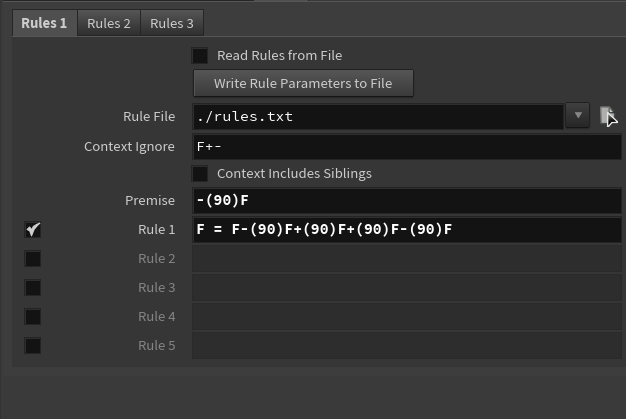 Rules 1 Rules 2 Rules 3
Read Rules from File
Write Rule Parameters to File
Rule File ./rules.txt
Context Ignore F+-
Context Includes Siblings
Premise -(90)F
Rule 1 F = F-(90)F+(90)F+(90)F-(90)F
Rule 2
Rule 3
Rule 4
Rule 5